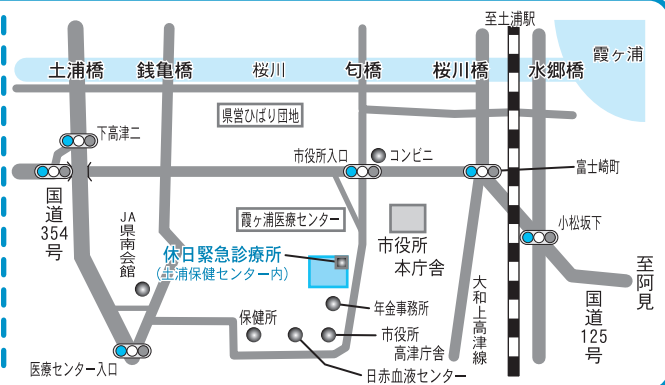 至土浦駅
霞ヶ浦
土浦橋
銭亀橋
桜川
匂橋
桜川橋
水郷橋
県営ひばり団地
下高津二
市役所入口
コンビニ
富士崎町
国道
354
号
JA
県南会館
霞ヶ浦医療センター
市役所
本庁舎
小松坂下
休日緊急診療所
(土浦保健センター内)
至阿見
大和上高津線
国道
125
号
年金事務所
保健所
市役所
高津庁舎
日赤血液センター
医療センター入口